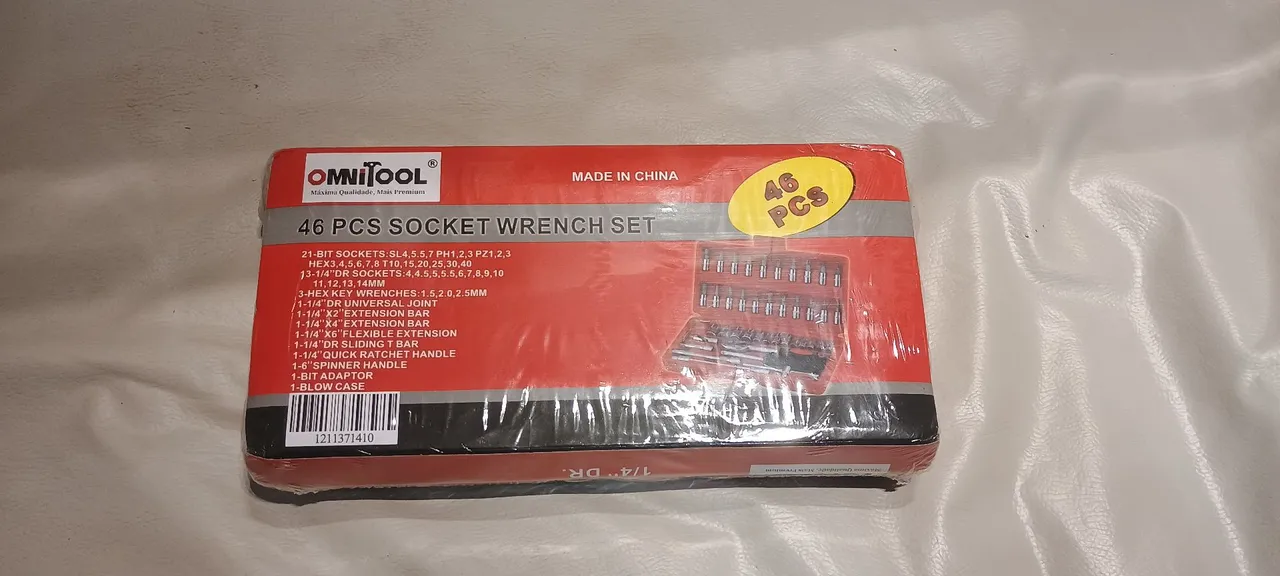 OMNITOOL®
Máxima Qualidade, Mais Premium
MADE IN CHINA
46
PCS
46 PCS SOCKET WRENCH SET
21-BIT SOCKETS:SL4,5.5,7 PH1,2,3 PZ1,2,3
HEX3,4,5,6,7,8 T10,15,20,25,30,40
13-1/4"DR SOCKETS:4,4.5,5,5.5,6,7,8,9,10
11,12,13,14MM
3-HEX KEY WRENCHES:1.5,2.0,2.5MM
1-1/4"DR UNIVERSAL JOINT
1-1/4"X2"EXTENSION BAR
1-1/4"X4"EXTENSION BAR
1-1/4"X6"FLEXIBLE EXTENSION
1-1/4"DR SLIDING T BAR
1-1/4"QUICK RATCHET HANDLE
1-6"SPINNER HANDLE
1-BIT ADAPTOR
1-BLOW CASE
1211371410
1/4" DR.
Máxima Qualidade, Mais Premium